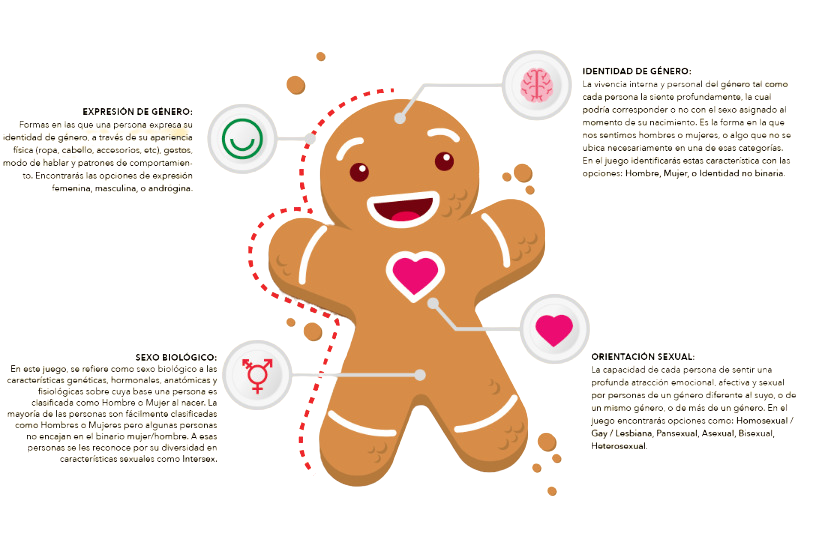 EXPRESIÓN DE GÉNERO:
Formas en las que una persona expresa su
identidad de género, a través de su apariencia
física (ropa, cabello, accesorios, etc), gestos,
modo de hablar y patrones de comportamien-
to. Encontrarás las opciones de expresión
femenina, masculina, o androgina.
IDENTIDAD DE GÉNERO:
La vivencia interna y personal del género tal como
cada persona la siente profundamente, la cual
podría corresponder o no con el sexo asignado al
momento de su nacimiento. Es la forma en la que
nos sentimos hombres o mujeres, o algo que no se
ubica necesariamente en una de esas categorías.
En el juego identificarás estas característica con las
opciones: Hombre, Mujer, o Identidad no binaria.
SEXO BIOLÓGICO:
En este juego, se refiere como sexo biológico a las
características genéticas, hormonales, anatómicas y
fisiológicas sobre cuya base una persona es
clasificada como Hombre o Mujer al nacer. La
mayoría de las personas son fácilmente clasificadas
como Hombres o Mujeres pero algunas personas
no encajan en el binario mujer/hombre. A esas
personas se les reconoce por su diversidad en
características sexuales como Intersex.
ORIENTACIÓN SEXUAL:
La capacidad de cada persona de sentir una
profunda atracción emocional, afectiva y sexual
por personas de un género diferente al suyo, o de
un mismo género, o de más de un género. En el
juego encontrarás opciones como: Homosexual /
Gay / Lesbiana, Pansexual, Asexual, Bisexual,
Heterosexual.